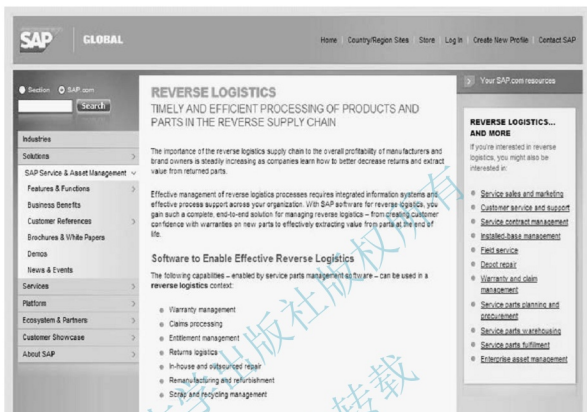 SAP GLOBAL
Home Country/Region Sites Store Log In Create New Profile Contact SAP
Section SAP.com
Search
Industries
Solutions
SAP Service & Asset Management
Features & Functions
Business Benefits
Customer References
Brochures & White Papers
Demos
News & Events
Services
Platform
Ecosystem & Partners
Customer Showcase
About SAP
REVERSE LOGISTICS
TIMELY AND EFFICIENT PROCESSING OF PRODUCTS AND
PARTS IN THE REVERSE SUPPLY CHAIN
The importance of the reverse logistics supply chain to the overall profitability of manufacturers and
brand owners is steadily increasing as companies learn how to better decrease returns and extract
value from returned parts.
Effective management of reverse logistics processes requires integrated information systems and
effective process support across your organization. With SAP software for reverse logistics, you
gain such a complete, end-to-end solution for managing reverse logistics – from creating customer
confidence with warranties on new parts to effectively extracting value from parts at the end of
life.
Software to Enable Effective Reverse Logistics
The following capabilities – enabled by service parts management software – can be used in a
reverse logistics context:
Warranty management
Claims processing
Entitlement management
Returns logistics
In-house and outsourced repair
Remanufacturing and refurbishment
Scrap and recycling management
Your SAP.com resources
REVERSE LOGISTICS...
AND MORE
If you're interested in reverse
logistics, you might also be
interested in:
Service sales and marketing
Customer service and support
Service contract management
Installed-base management
Field service
Depot repair
Warranty and claim
management
Service parts planning and
procurement
Service parts warehousing
Service parts fulfillment
Enterprise asset management
学出版社版权所有
转载